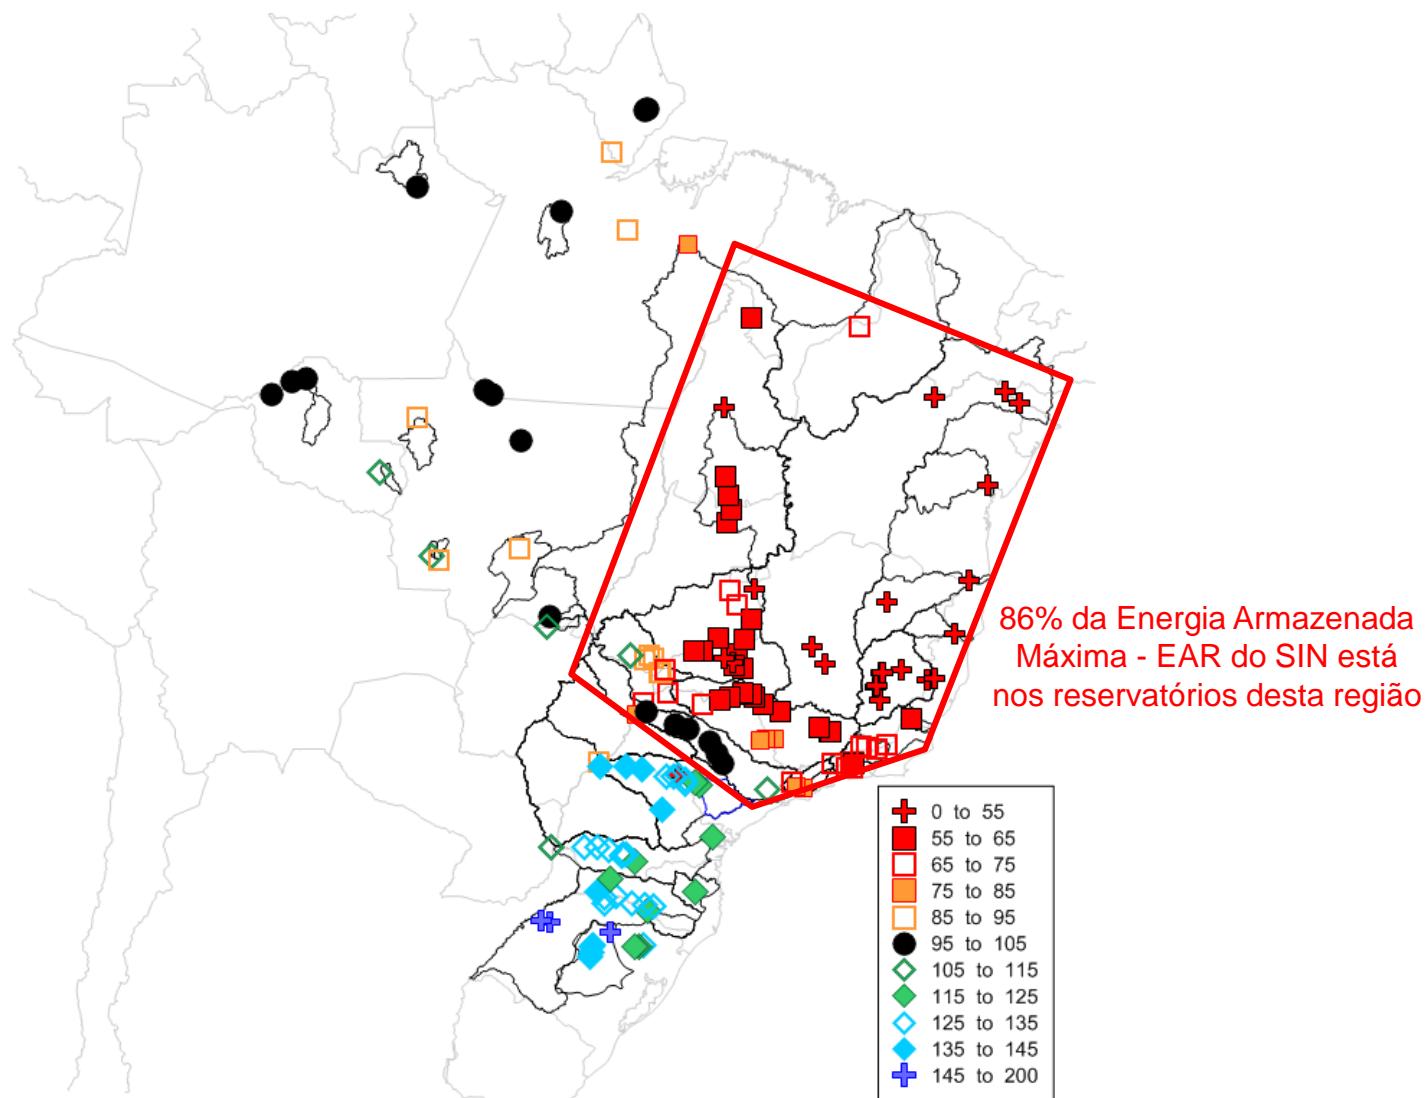 86% da Energia Armazenada
Máxima - EAR do SIN está
nos reservatórios desta região
0 to 55
55 to 65
65 to 75
75 to 85
85 to 95
95 to 105
105 to 115
115 to 125
125 to 135
135 to 145
145 to 200